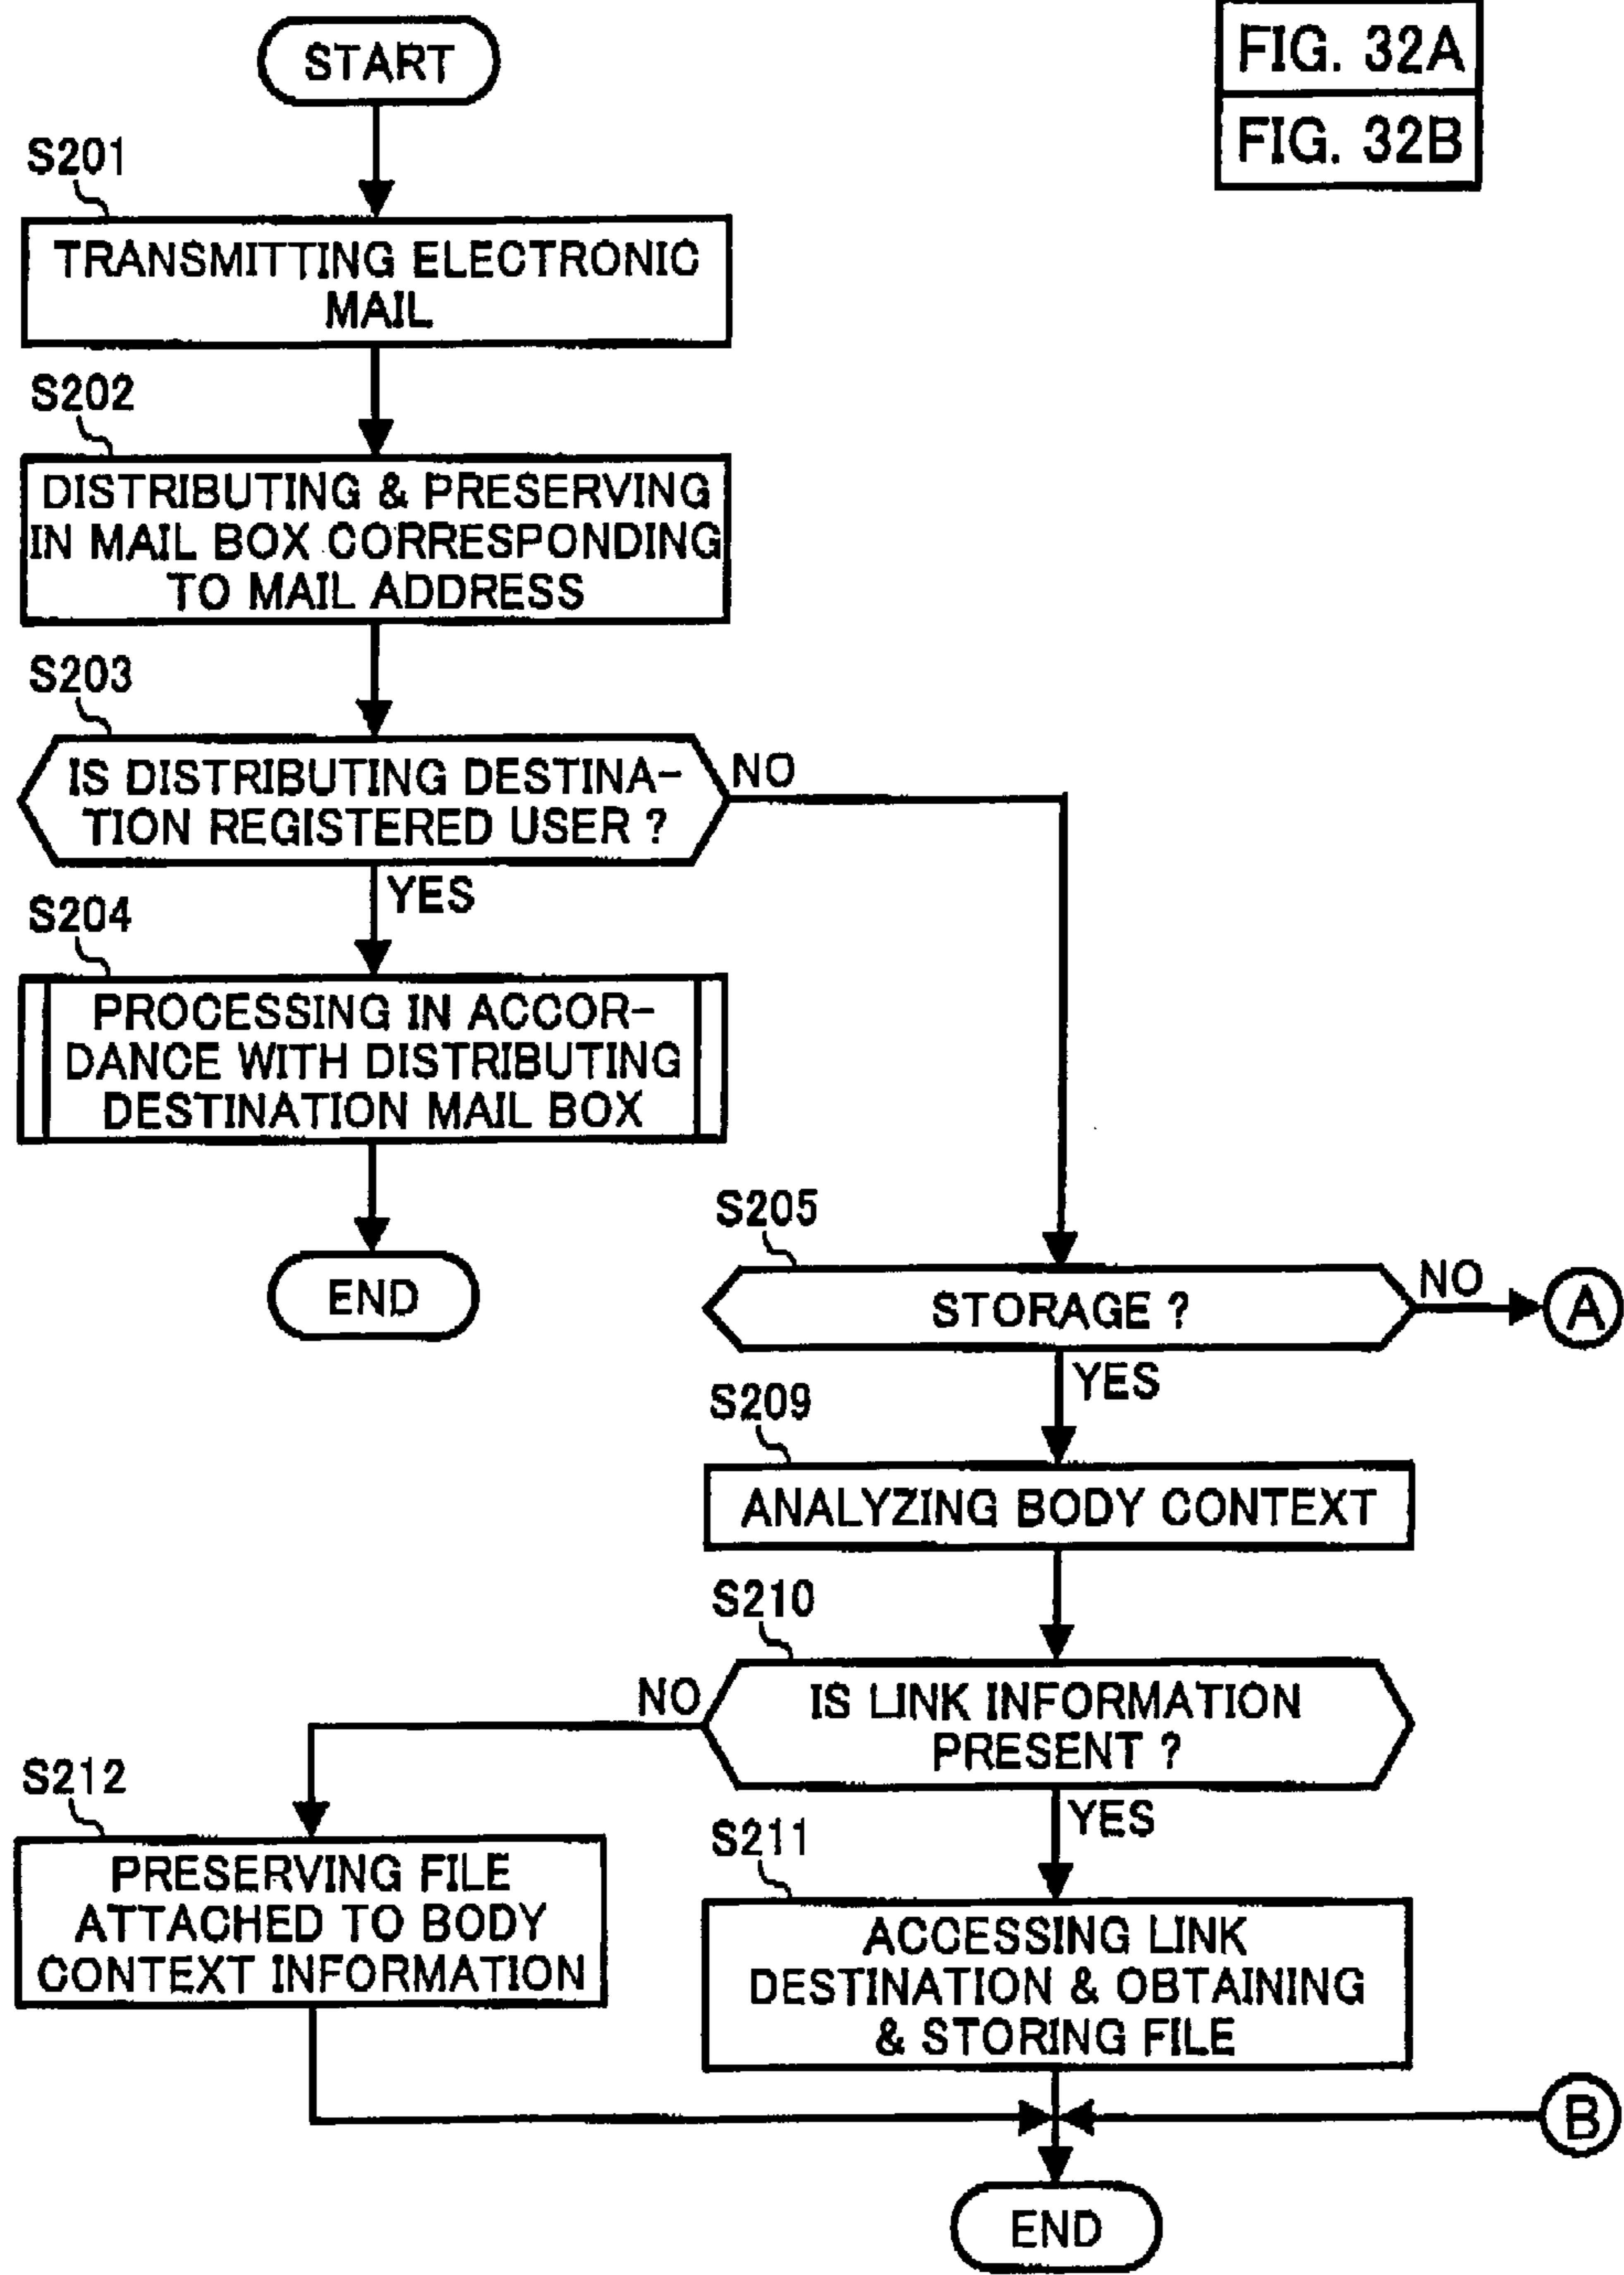 FIG. 32A
FIG. 32B
START
S201
TRANSMITTING ELECTRONIC
MAIL
S202
DISTRIBUTING & PRESERVING
IN MAIL BOX CORRESPONDING
TO MAIL ADDRESS
S203
IS DISTRIBUTING DESTINA-
TION REGISTERED USER ?
NO
YES
S204
PROCESSING IN ACCOR-
DANCE WITH DISTRIBUTING
DESTINATION MAIL BOX
END
S205
STORAGE ?
NO
A
YES
S209
ANALYZING BODY CONTEXT
S210
IS LINK INFORMATION
PRESENT ?
NO
YES
S212
PRESERVING FILE
ATTACHED TO BODY
CONTEXT INFORMATION
S211
ACCESSING LINK
DESTINATION & OBTAINING
& STORING FILE
B
END